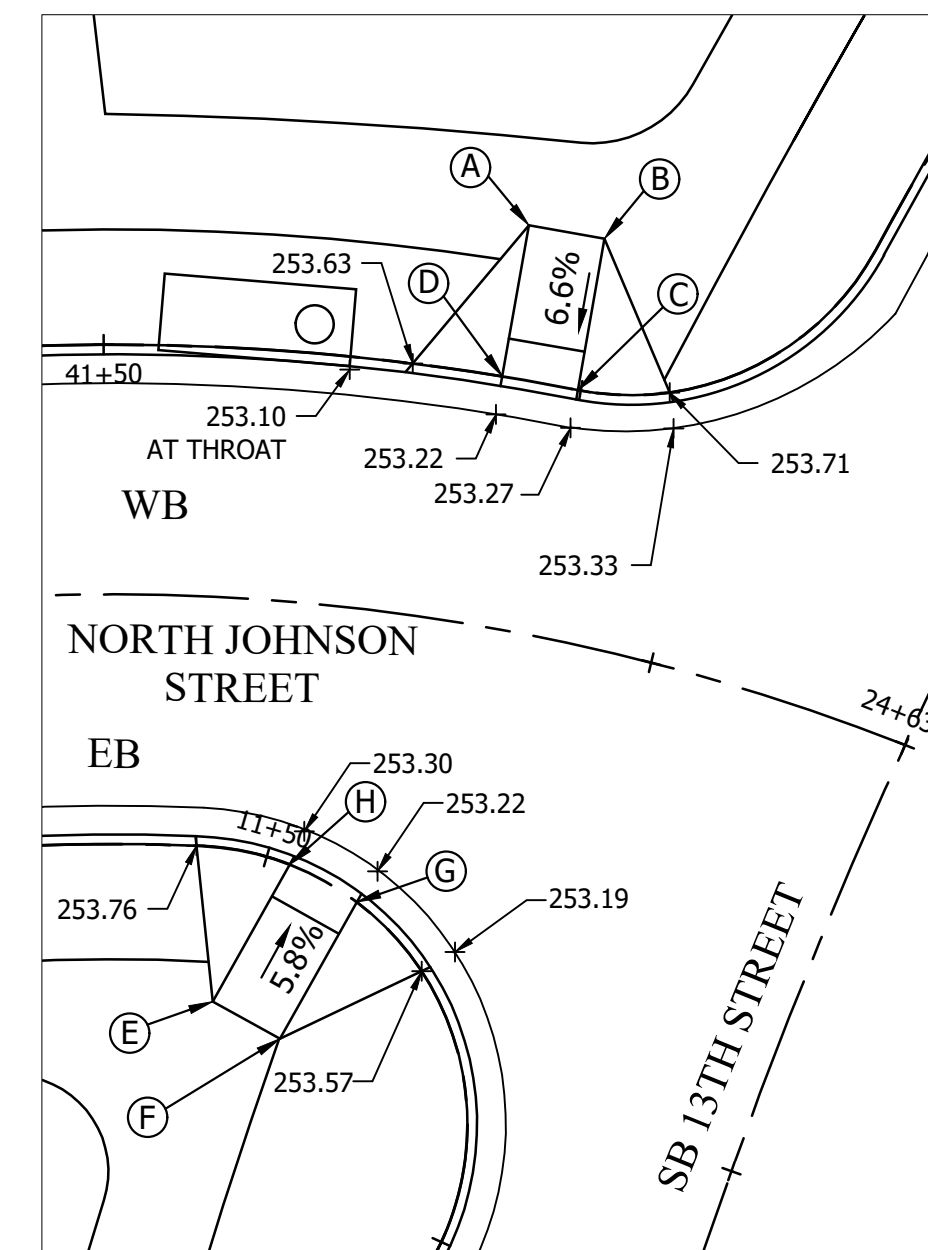 A
B
253.63
D
6.6%
C
41+50
253.10
AT THROAT
253.22
253.27
253.71
WB
253.33
NORTH JOHNSON
STREET
24+63
EB
253.30
H
253.22
11+50
G
253.76
253.19
5.8%
E
253.57
F
SB 13TH STREET